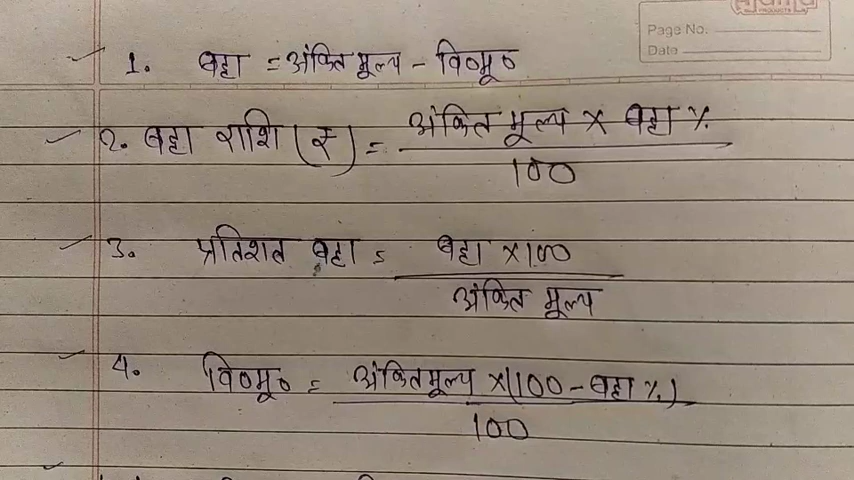 PRODUCTS
Page No.
Date
1. बट्टा = अंकित मूल्य - वि०मू०
2. बट्टा राशि (₹) = अंकित मूल्य × बट्टा %
100
3. प्रतिशत बट्टा = बट्टा ×100
अंकित मूल्य
4. वि०मू० = अंकित मूल्य ×(100 - बट्टा %)
100